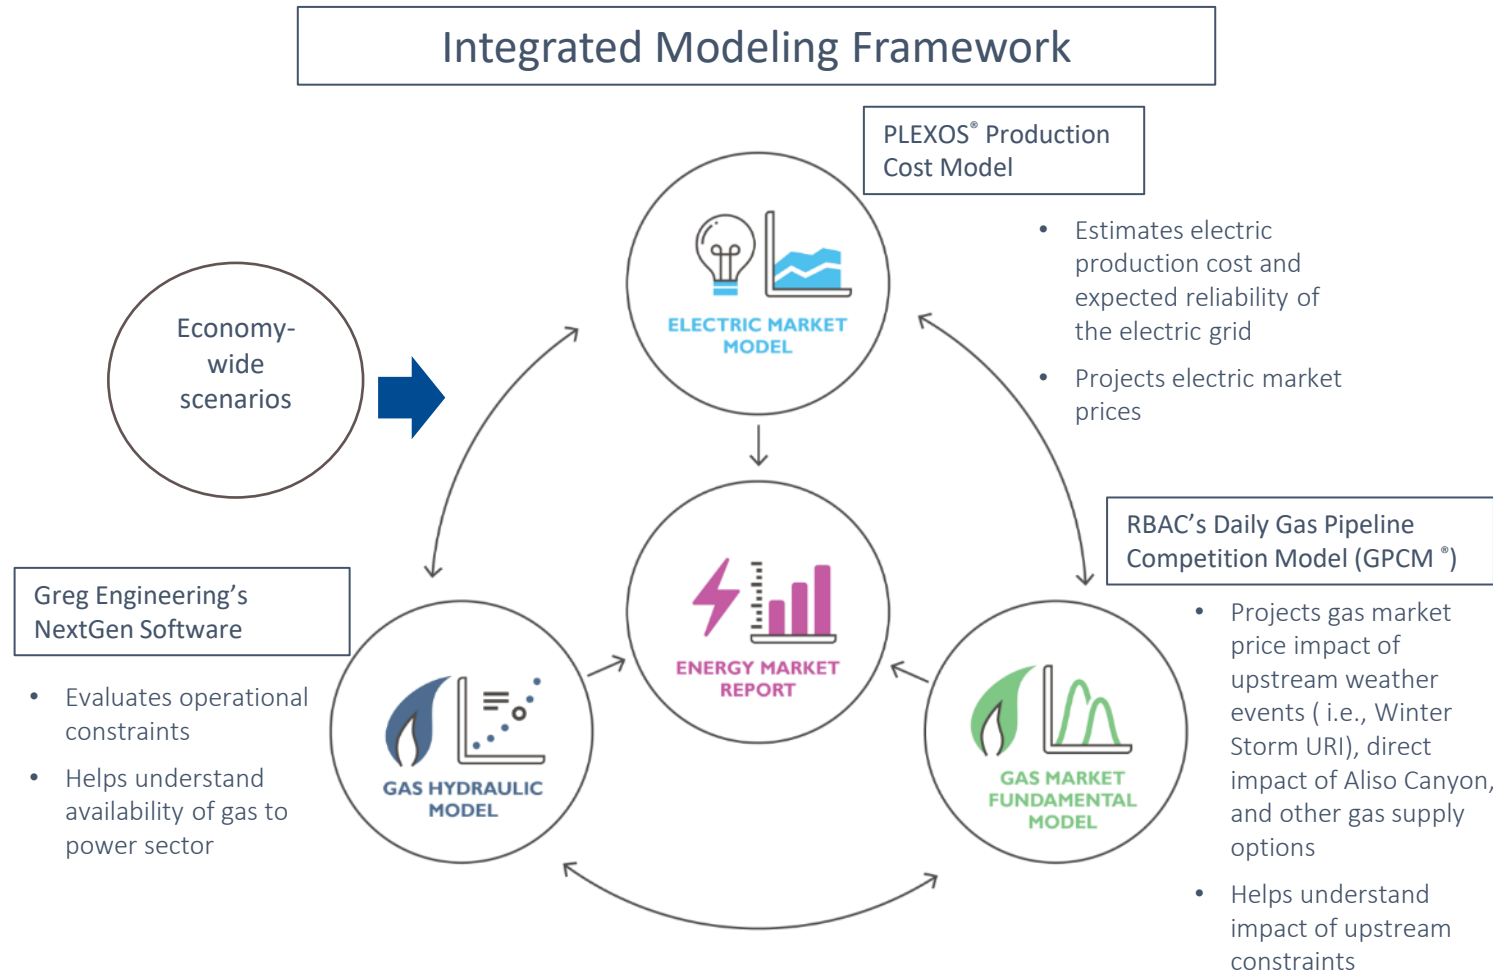 Integrated Modeling Framework
PLEXOS® Production
Cost Model
• Estimates electric
production cost and
expected reliability of
the electric grid
• Projects electric market
prices
ELECTRIC MARKET
MODEL
Economy-
wide
scenarios
RBAC’s Daily Gas Pipeline
Competition Model (GPCM ®)
• Projects gas market
price impact of
upstream weather
events ( i.e., Winter
Storm URI), direct
impact of Aliso Canyon,
and other gas supply
options
• Helps understand
impact of upstream
constraints
Greg Engineering’s
NextGen Software
• Evaluates operational
constraints
• Helps understand
availability of gas to
power sector
ENERGY MARKET
REPORT
GAS HYDRAULIC
MODEL
GAS MARKET
FUNDAMENTAL
MODEL